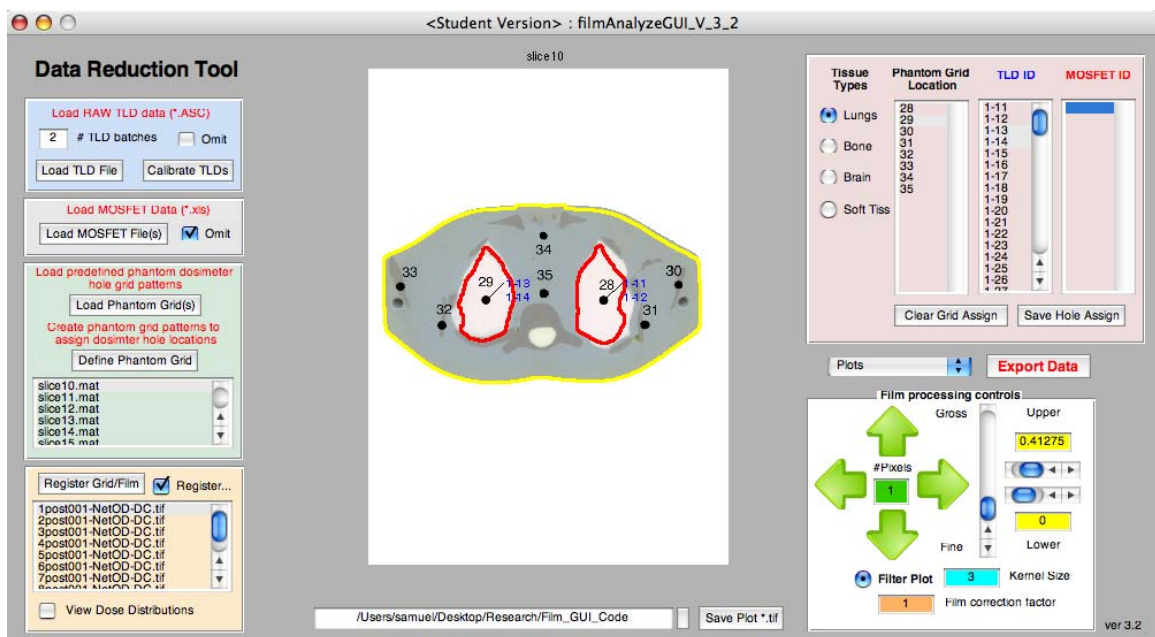 <Student Version> : filmAnalyzeGUI_V_3_2
Data Reduction Tool
Load RAW TLD data (*.ASC)
2 # TLD batches Omit
Load TLD File Calibrate TLDs
Load MOSFET Data (*.xls)
Load MOSFET File(s) Omit
Load predefined phantom dosimeter
hole grid patterns
Load Phantom Grid(s)
Create phantom grid patterns to
assign dosimter hole locations
Define Phantom Grid
slice10.mat
slice11.mat
slice12.mat
slice13.mat
slice14.mat
slice15.mat
Register Grid/Film Register...
1post001-NetOD-DC.tif
2post001-NetOD-DC.tif
3post001-NetOD-DC.tif
4post001-NetOD-DC.tif
5post001-NetOD-DC.tif
6post001-NetOD-DC.tif
7post001-NetOD-DC.tif
8post001-NetOD-DC.tif
View Dose Distributions
slice10
34
33 29 1-13 35 28 1-11 30
1-14 1-12
32 31
/Users/samuel/Desktop/Research/Film_GUI_Code Save Plot *.tif
Tissue
Types
Phantom Grid
Location
TLD ID
MOSFET ID
Lungs
Bone
Brain
Soft Tiss
28
29
30
31
32
33
34
35
1-11
1-12
1-13
1-14
1-15
1-16
1-17
1-18
1-19
1-20
1-21
1-22
1-23
1-24
1-25
1-26
1-27
Clear Grid Assign Save Hole Assign
Plots Export Data
Film processing controls
Gross Upper
0.41275
#Pixels
1
0
Fine Lower
Filter Plot 3 Kernel Size
1 Film correction factor
ver 3.2